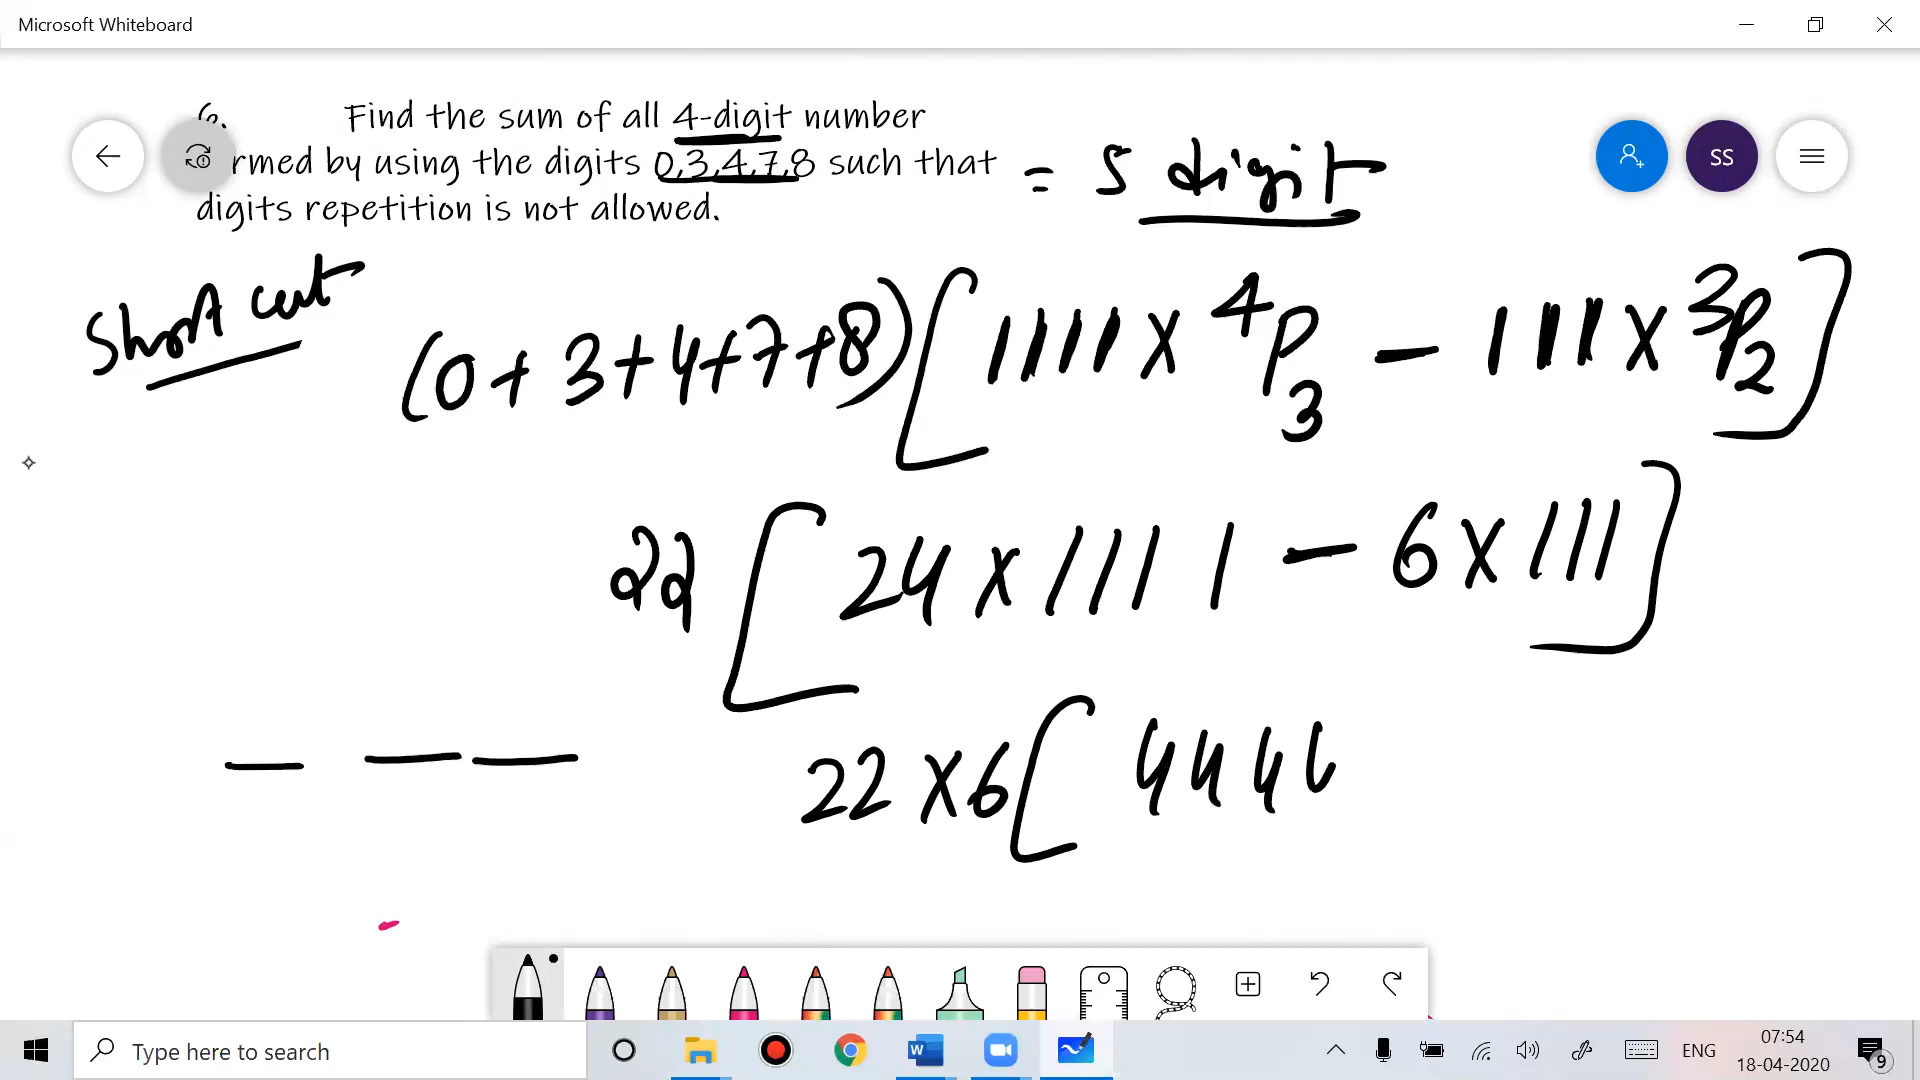 Microsoft Whiteboard
6. Find the sum of all 4-digit number
rmed by using the digits 0,3,4,7,8 such that
digits repetition is not allowed.
= 5 digit
SS
Short cut
(0+3+4+7+8)[1111 X ⁴P₃ − 111 X ³P₂]
22[24 X 1111 − 6 X 111]
22 X 6[444
Type here to search
ENG
07:54
18-04-2020
9